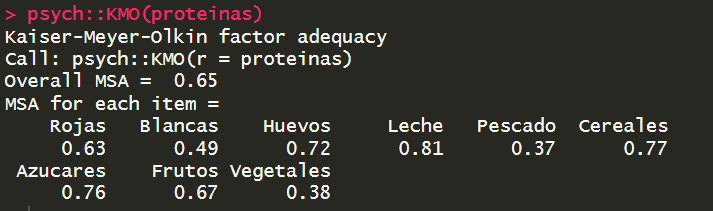 > psych::KMO(proteinas)
Kaiser-Meyer-Olkin factor adequacy
Call: psych::KMO(r = proteinas)
Overall MSA =  0.65
MSA for each item = 
    Rojas   Blancas    Huevos     Leche   Pescado  Cereales 
     0.63      0.49      0.72      0.81      0.37      0.77 
 Azucares    Frutos Vegetales 
     0.76      0.67      0.38